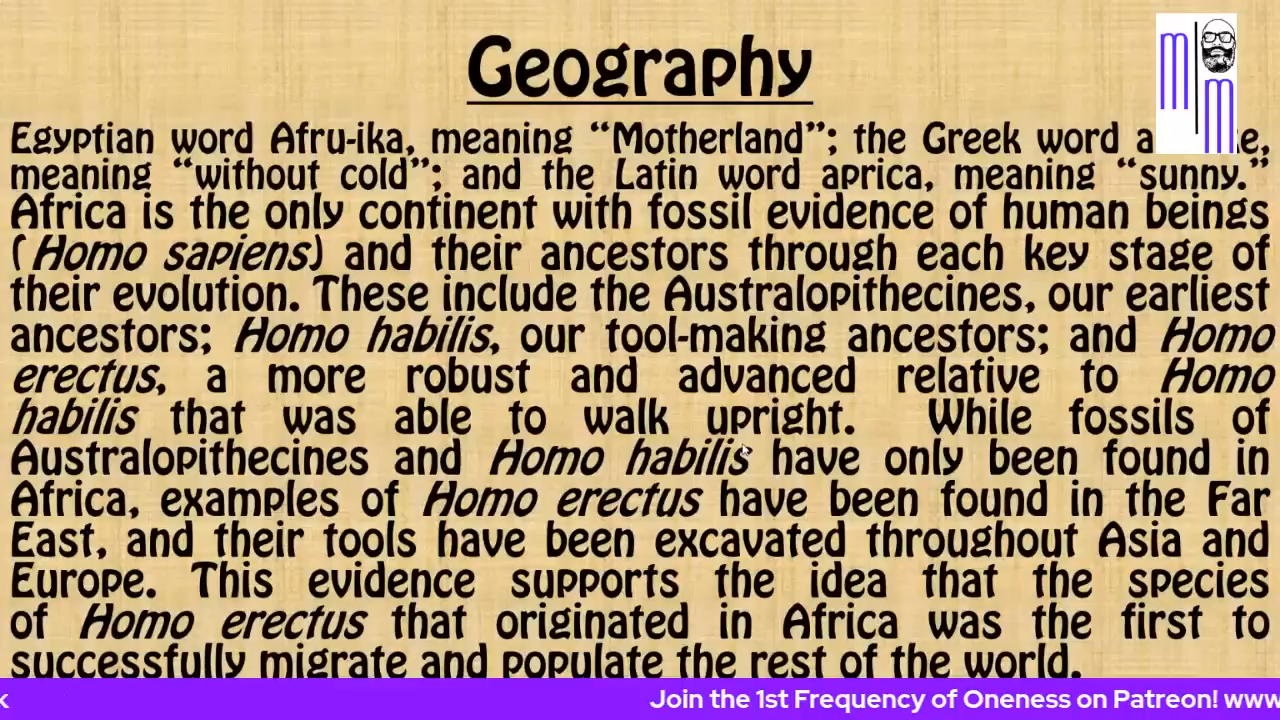 Geography
m
m
Egyptian word Afru-ika, meaning “Motherland”; the Greek word
meaning “without cold”; and the Latin word aprica, meaning “sunny.”
Africa is the only continent with fossil evidence of human beings
(Homo sapiens) and their ancestors through each key stage of
their evolution. These include the Australopithecines, our earliest
ancestors; Homo habilis, our tool-making ancestors; and Homo
erectus, a more robust and advanced relative to Homo
habilis that was able to walk upright. While fossils of
Australopithecines and Homo habilis have only been found in
Africa, examples of Homo erectus have been found in the Far
East, and their tools have been excavated throughout Asia and
Europe. This evidence supports the idea that the species
of Homo erectus that originated in Africa was the first to
successfully migrate and populate the rest of the world.
k Join the 1st Frequency of Oneness on Patreon! www